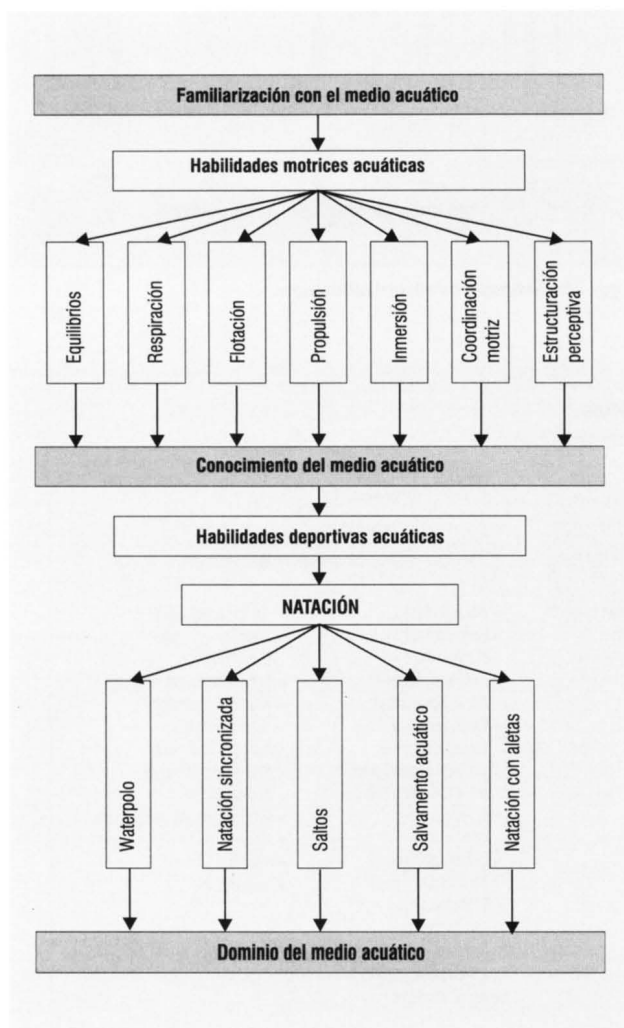 Familiarización con el medio acuático
Habilidades motrices acuáticas
Equilibrios
Respiración
Flotación
Propulsión
Inmersión
Coordinación
motriz
Estructuración
perceptiva
Conocimiento del medio acuático
Habilidades deportivas acuáticas
NATACIÓN
Waterpolo
Natación sincronizada
Saltos
Salvamento acuático
Natación con aletas
Dominio del medio acuático